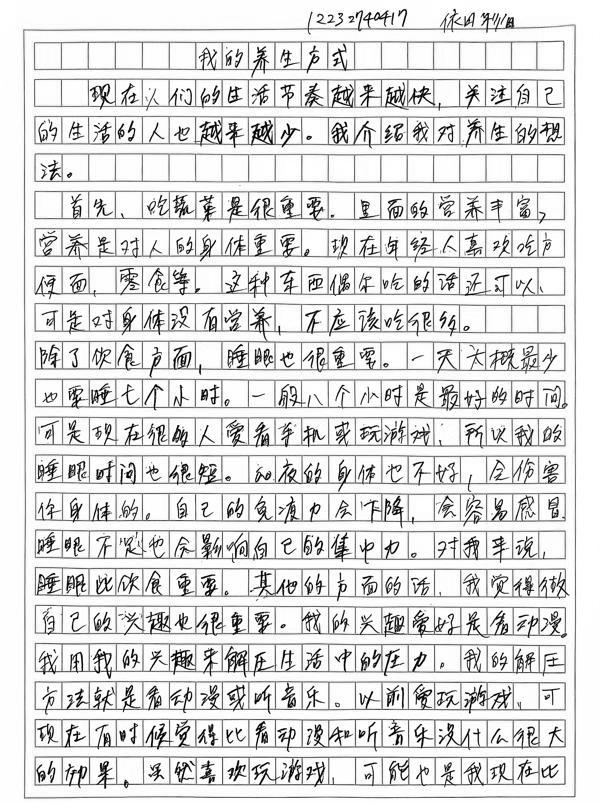 12232740417
我的养生方式
现在人们的生活节奏越来越快，关注自己
的生活的人也越来越少。我介绍我对养生的想
法。
首先、吃蔬菜是很重要。里面的营养丰富，
营养是对人的身体重要。现在年轻人喜欢吃方
便面，零食等。这种东西偶尔吃的话还可以、
可是对身体没有营养，不应该吃很多。
除了饮食方面，睡眠也很重要。一天大概最少
也要睡七个小时。一般八个小时是最好的时间。
可是现在很多人爱看手机或玩游戏，所以我的
睡眠时间也很短。夜的身体也不好，会伤害
你身体的。自己的免疫力会下降，会容易感冒
睡眠不足也会影响自己的集中力。对我来说，
睡眠比饮食重要。其他的方面的话，我觉得做
自己的兴趣也很重要。我的兴趣爱好是看动漫。
我用我的兴趣来解压生活中的压力。我的解压
方法就是看动漫或听音乐。以前爱玩游戏，可
现在有时候觉得比看动漫和听音乐没什么很大
的効果。虽然喜欢玩游戏，可能也是我现在比